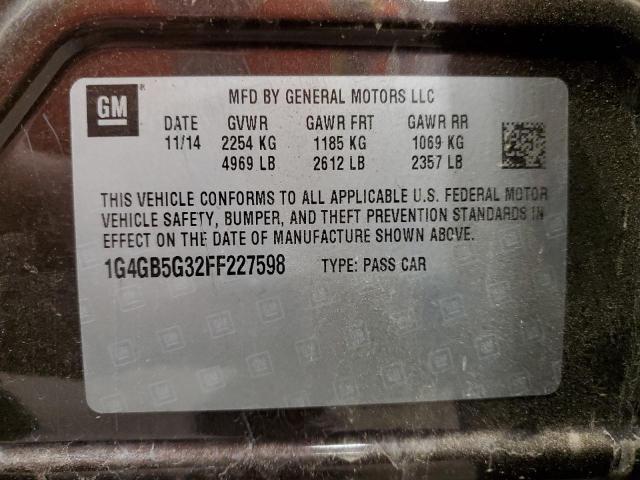 GM ®
MFD BY GENERAL MOTORS LLC
DATE GVWR GAWR FRT GAWR RR
11/14 2254 KG 1185 KG 1069 KG
4969 LB 2612 LB 2357 LB
THIS VEHICLE CONFORMS TO ALL APPLICABLE U.S. FEDERAL MOTOR
VEHICLE SAFETY, BUMPER, AND THEFT PREVENTION STANDARDS IN
EFFECT ON THE DATE OF MANUFACTURE SHOWN ABOVE.
1G4GB5G32FF227598 TYPE: PASS CAR